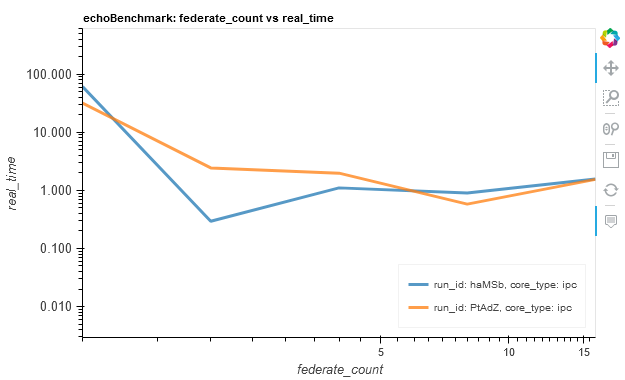 echoBenchmark: federate_count vs real_time
100.000
10.000
1.000
0.100
0.010
real_time
run_id: haMSb, core_type: ipc
run_id: PtAdZ, core_type: ipc
5
10
15
federate_count